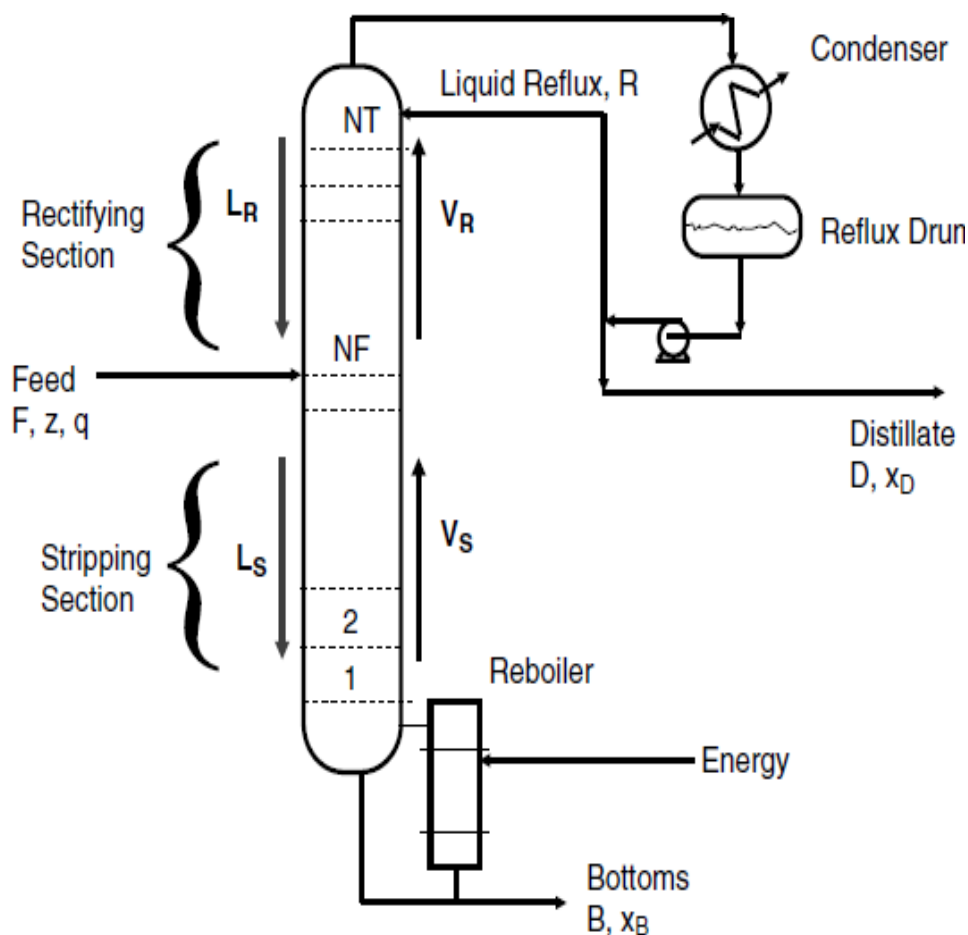 Condenser
Liquid Reflux, R
NT
Rectifying
Section
LR
VR
Reflux Drum
NF
Feed
F, z, q
Distillate
D, xD
Stripping
Section
LS
VS
2
1
Reboiler
Energy
Bottoms
B, xB